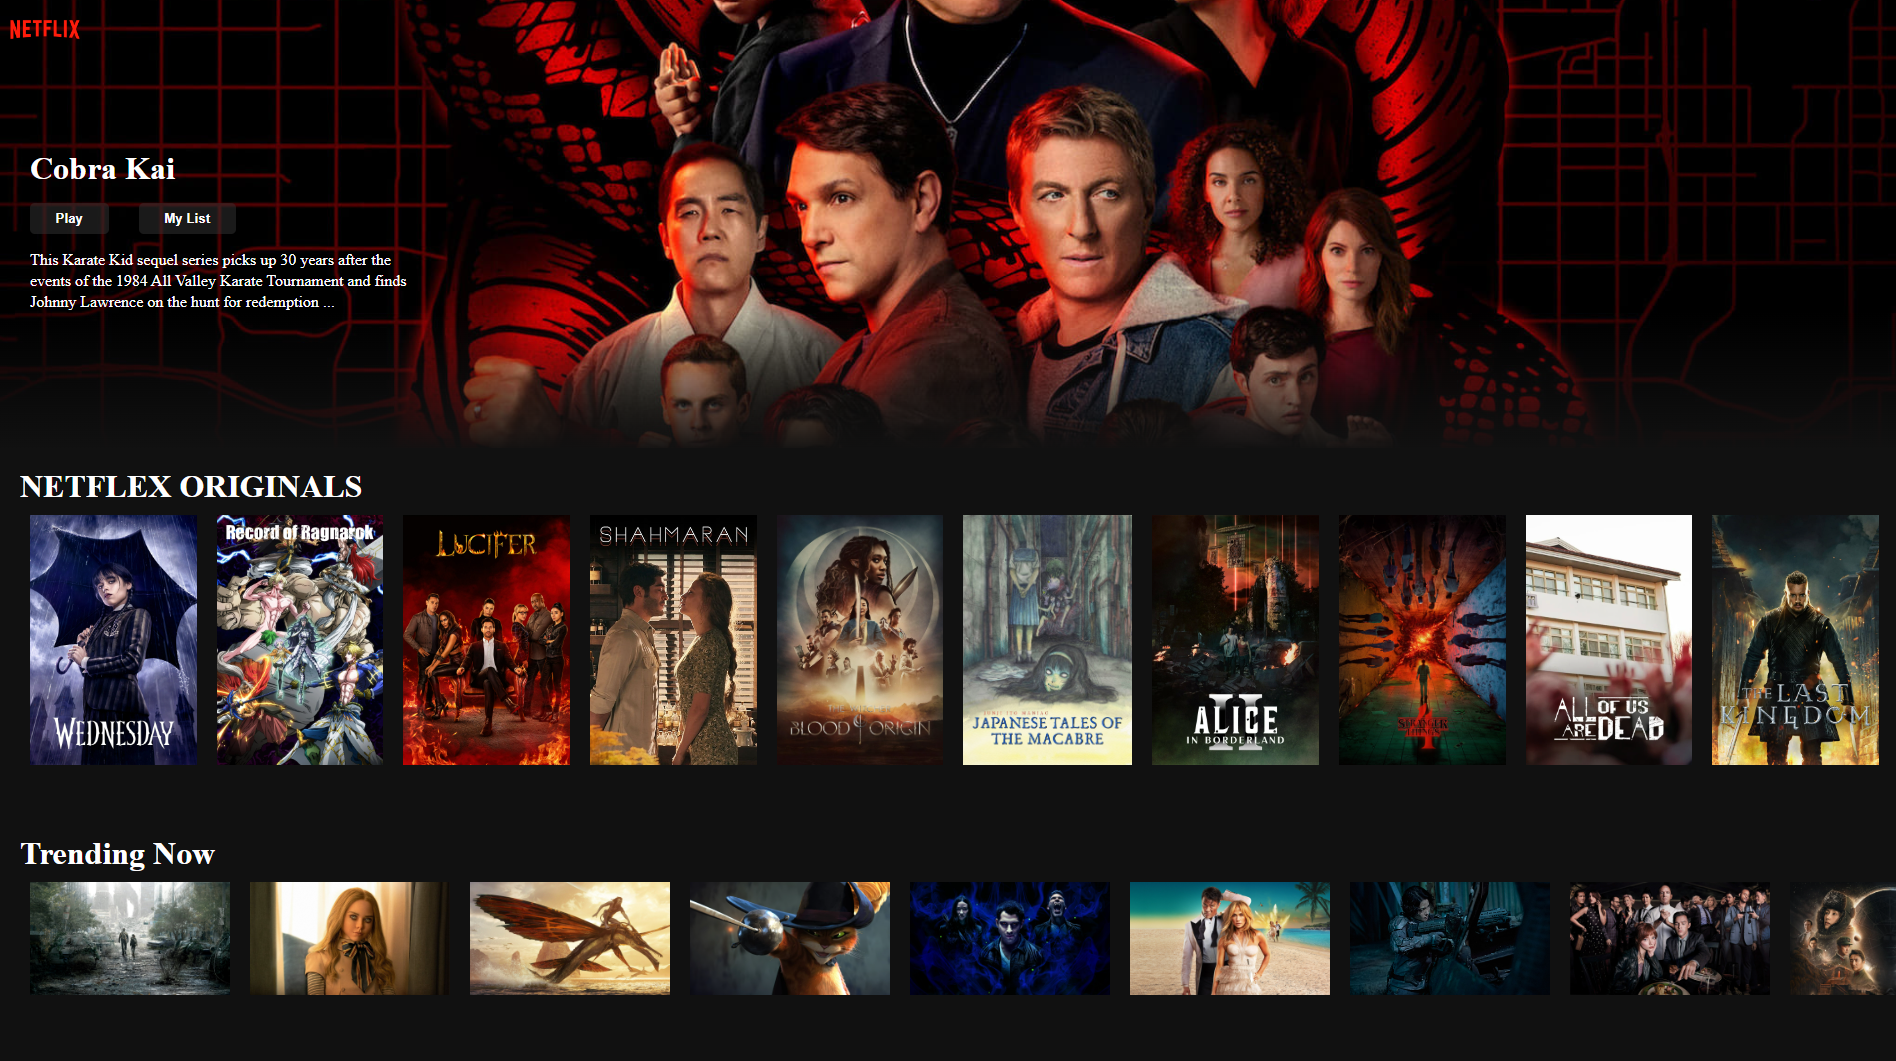 NETFLIX
Cobra Kai
Play
My List
This Karate Kid sequel series picks up 30 years after the
events of the 1984 All Valley Karate Tournament and finds
Johnny Lawrence on the hunt for redemption ...
NETFLEX ORIGINALS
WEDNESDAY
Record of Ragnarok
LUCIFER
SHAHMARAN
BLOOD ORIGIN
JUNJI ITO MANIAC
JAPANESE TALES OF
THE MACABRE
II
ALICE
IN BORDERLAND
STRANGER
THINGS
4
ALL OF US
ARE DEAD
THE LAST
KINGDOM
Trending Now